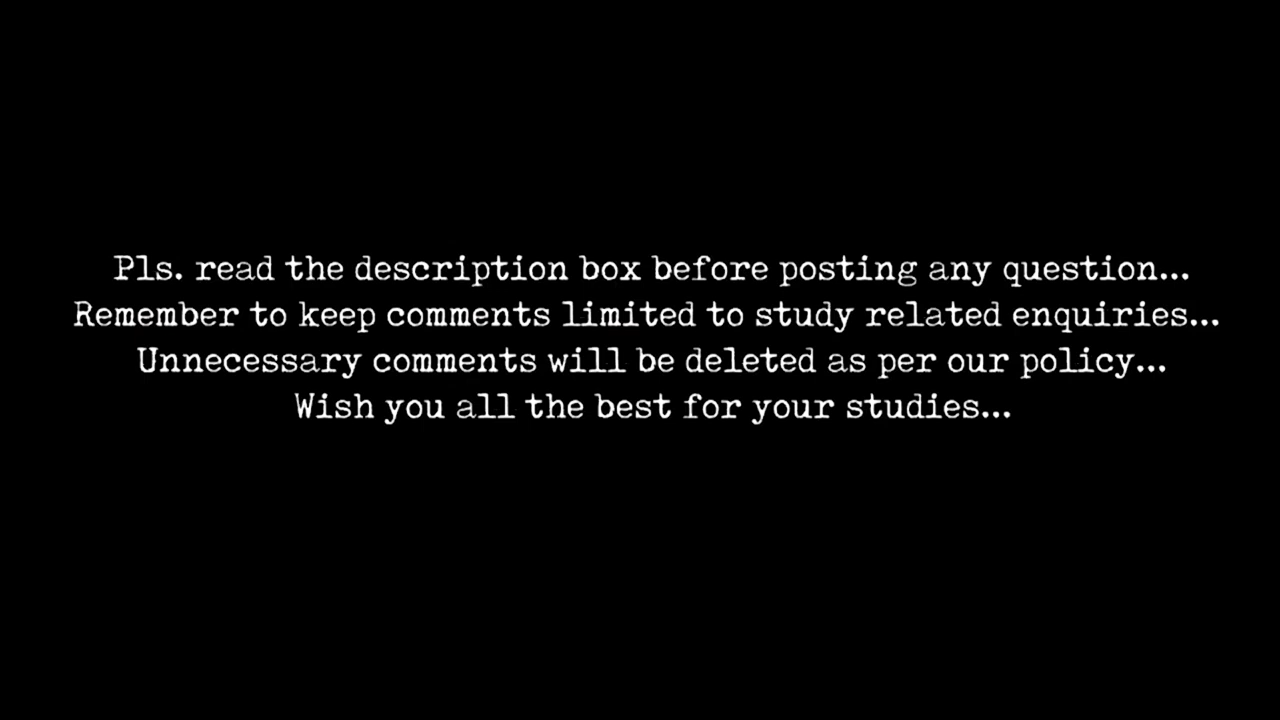 Pls. read the description box before posting any question...
Remember to keep comments limited to study related enquiries...
Unnecessary comments will be deleted as per our policy...
Wish you all the best for your studies...